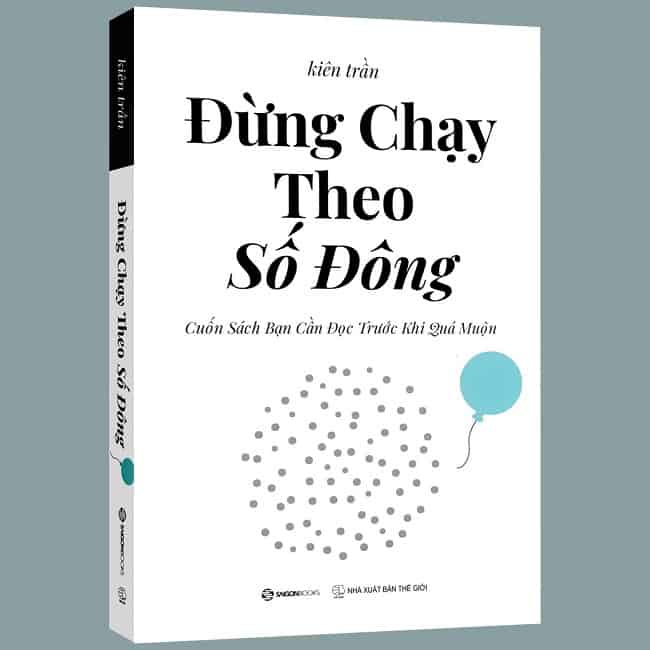 kiên trần
Đừng Chạy
Theo
Số Đông
Cuốn Sách Bạn Cần Đọc Trước Khi Quá Muộn
SAIGONBOOKS
NHÀ XUẤT BẢN THẾ GIỚI
kiên trần
Đừng Chạy Theo Số Đông
SAIGONBOOKS